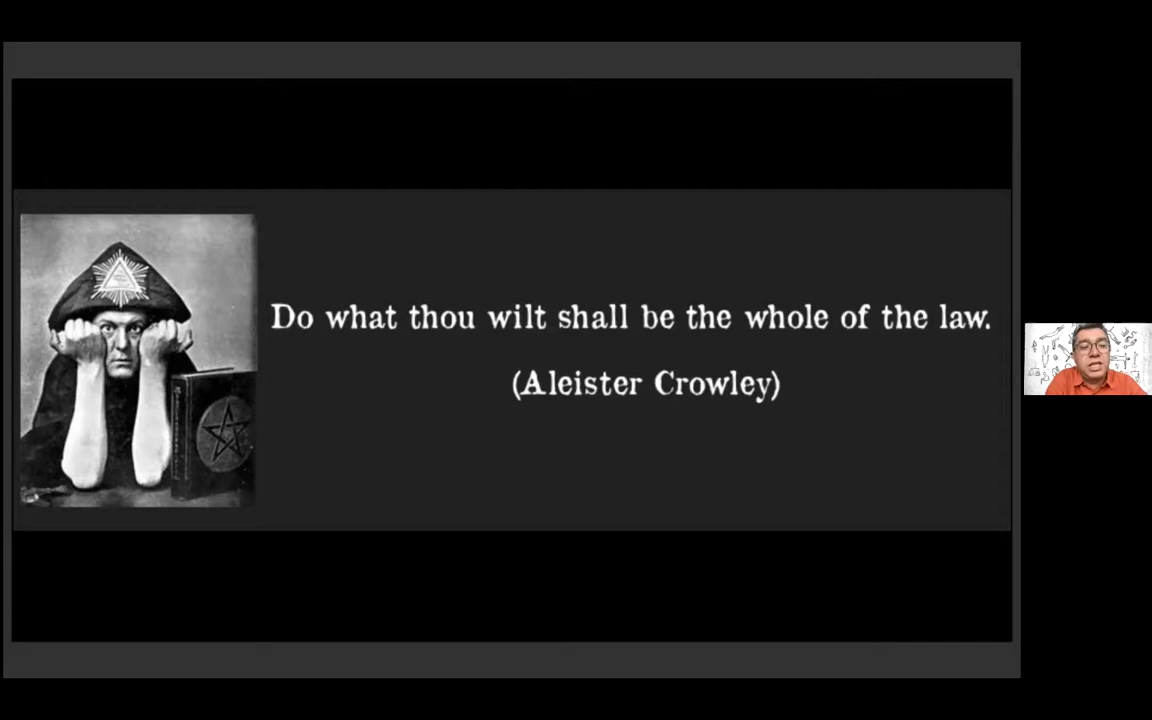 Do what thou wilt shall be the whole of the law.
(Aleister Crowley)